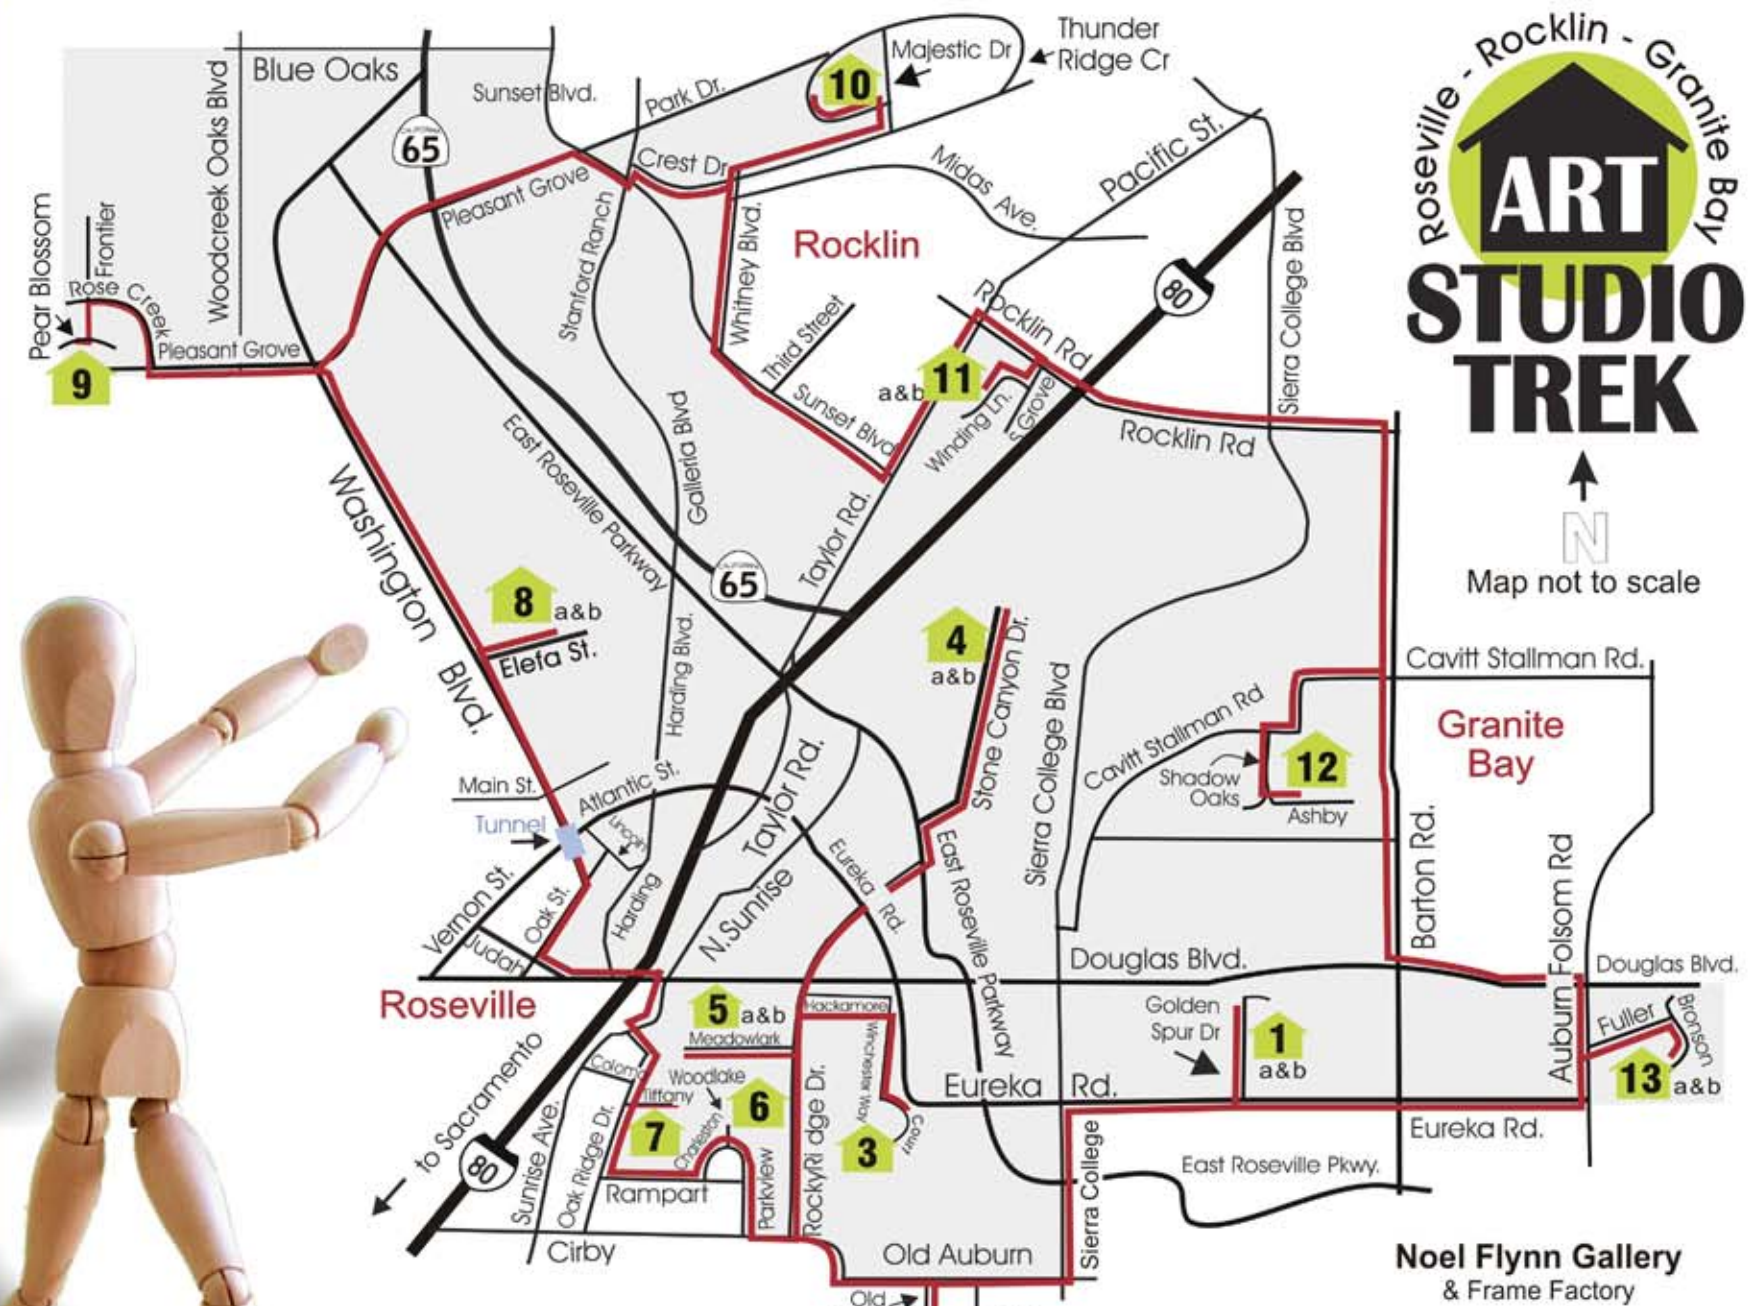 Roseville - Rocklin - Granite Bay
ART
STUDIO
TREK
N
Map not to scale
Blue Oaks
Woodcreek Oaks Blvd
CALIFORNIA
65
Sunset Blvd.
Park Dr.
10
Majestic Dr
Thunder
Ridge Cr
Crest Dr
Pleasant Grove
Stanford Ranch
Midas Ave.
Pacific St.
Whitney Blvd.
Rocklin
80
Sierra College Blvd
Pear Blossom
Frontier
Rose Creek
Pleasant Grove
9
Third Street
Rocklin Rd
11
a&b
Winding Ln.
S Grove
Sunset Blvd
Rocklin Rd
Galleria Blvd
East Roseville Parkway
Washington Blvd.
Taylor Rd.
CALIFORNIA
65
8
a&b
Elefa St.
Harding Blvd.
4
a&b
Stone Canyon Dr.
Sierra College Blvd
Cavitt Stallman Rd.
Granite
Bay
Cavitt Stallman Rd
Shadow
Oaks
12
Ashby
Main St.
Atlantic St.
Tunnel
Lincoln
Taylor Rd.
Eureka Rd.
East Roseville Parkway
Barton Rd.
Auburn Folsom Rd
Vernon St.
Oak St.
Judah
Harding
N.Sunrise
Douglas Blvd.
Douglas Blvd.
Roseville
5
a&b
Meadowlark
Hackamore
Winchester Way
Court
3
Golden
Spur Dr
1
a&b
Fuller
Bronson
13
a&b
to Sacramento
80
Coloma
Woodlake
Tiffany
6
7
Charleston
Eureka Rd.
Eureka Rd.
Sunrise Ave.
Oak Ridge Dr.
Rampart
Parkview
RockyRi dge Dr.
Sierra College
East Roseville Pkwy.
Cirby
Old Auburn
Old
Noel Flynn Gallery
& Frame Factory